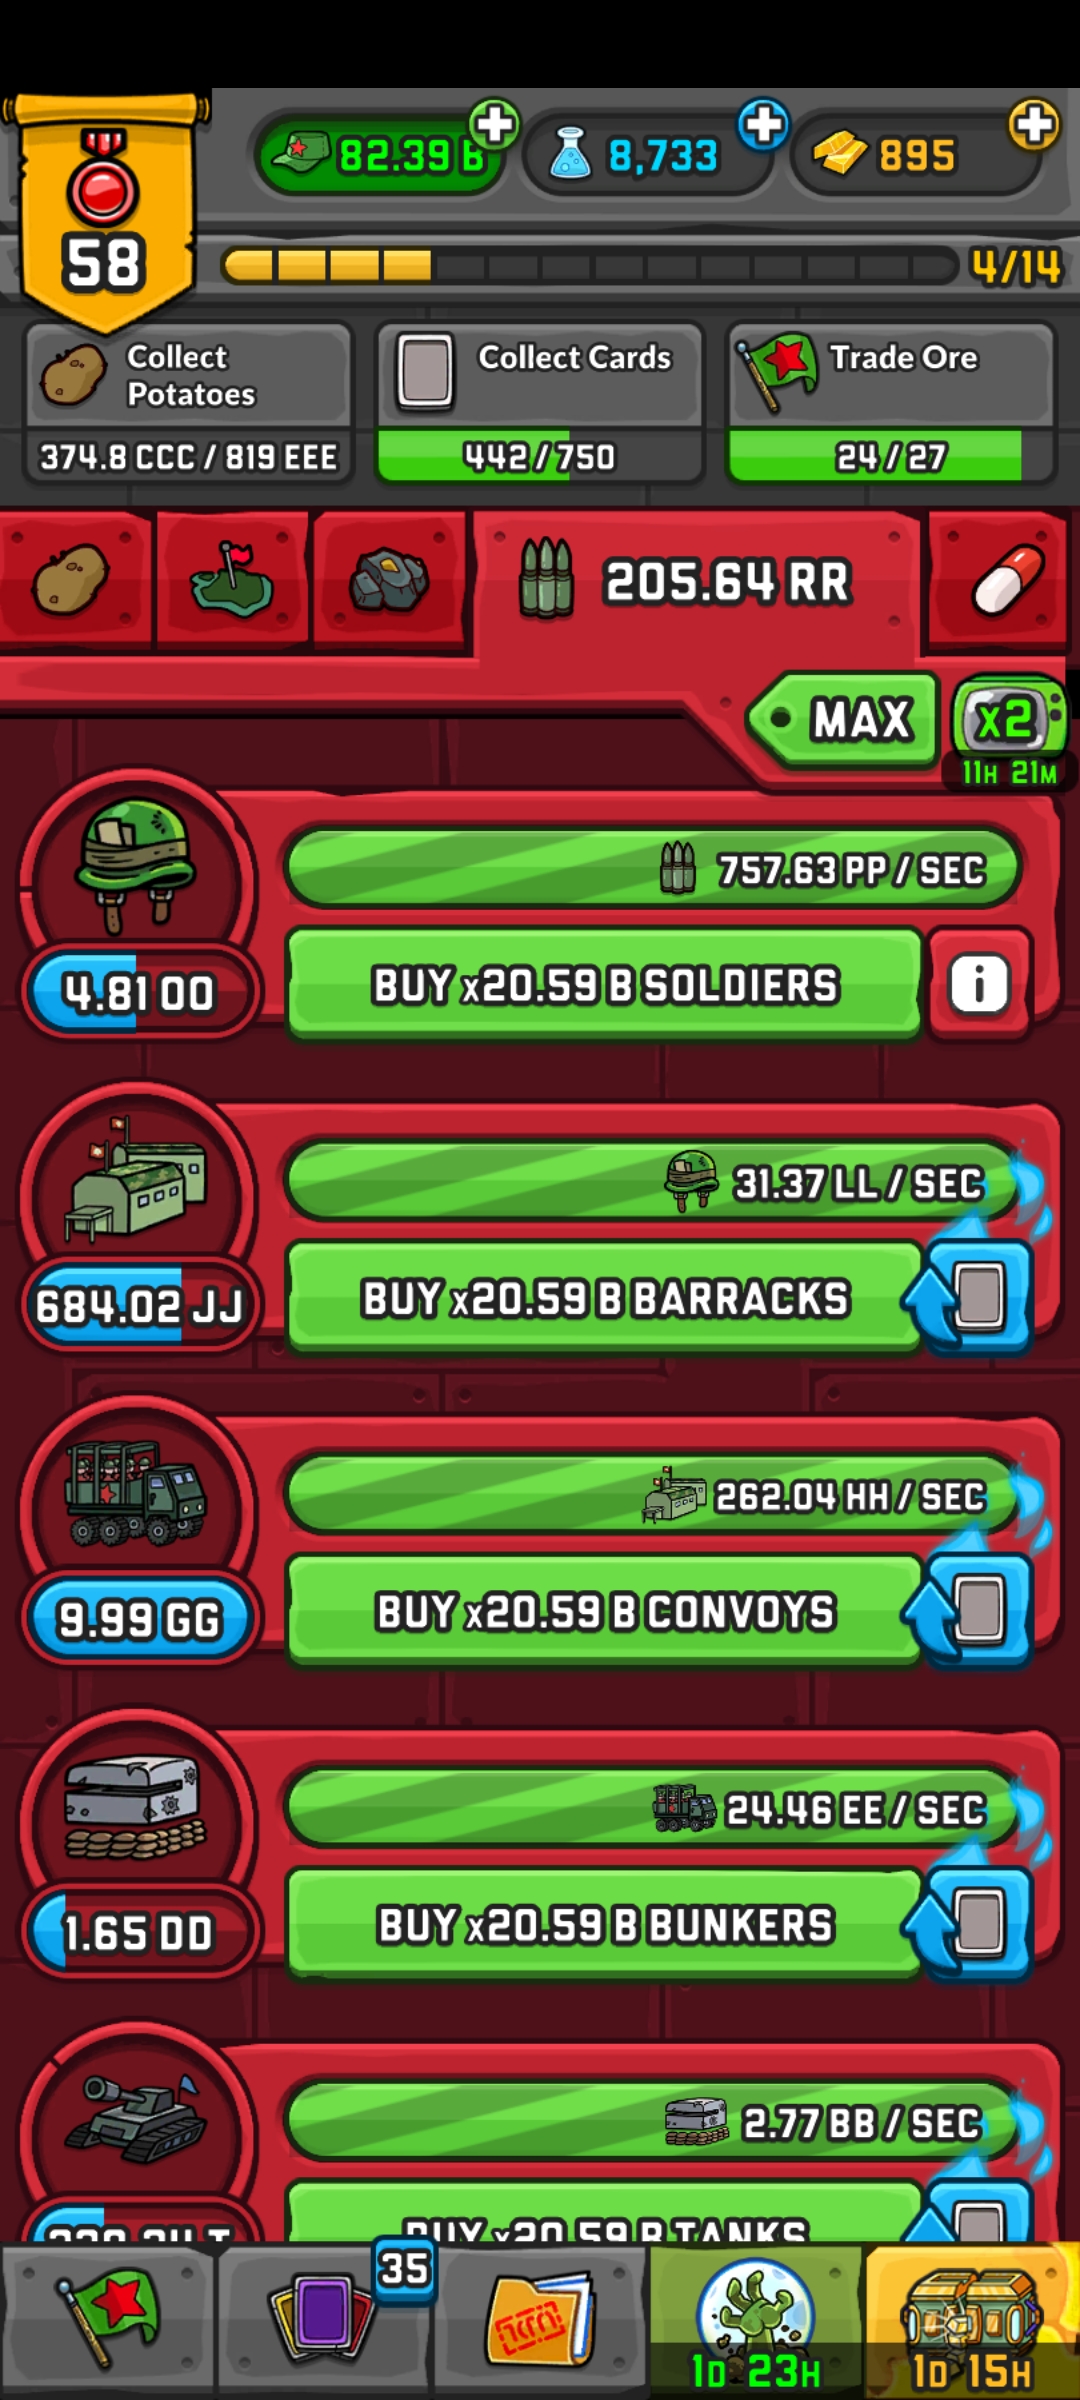 82.39 B
8,733
895
58
4/14
Collect
Potatoes
374.8 CCC / 819 EEE
Collect Cards
442 / 750
Trade Ore
24 / 27
205.64 RR
MAX
x2
11H 21M
757.63 PP / SEC
4.81 OO
BUY x20.59 B SOLDIERS
i
31.37 LL / SEC
684.02 JJ
BUY x20.59 B BARRACKS
262.04 HH / SEC
9.99 GG
BUY x20.59 B CONVOYS
24.46 EE / SEC
1.65 DD
BUY x20.59 B BUNKERS
2.77 BB / SEC
BUY x20.59 B TANKS
35
1D 23H
1D 15H